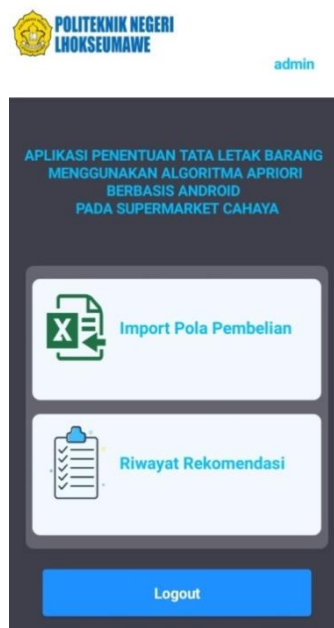 POLITEKNIK NEGERI
LHOKSEUMAWE
admin
APLIKASI PENENTUAN TATA LETAK BARANG
MENGGUNAKAN ALGORITMA APRIORI
BERBASIS ANDROID
PADA SUPERMARKET CAHAYA
X
Import Pola Pembelian
Riwayat Rekomendasi
Logout